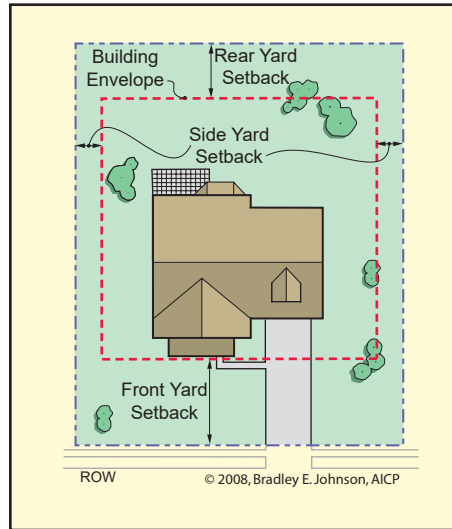 Building
Envelope
Rear Yard
Setback
Side Yard
Setback
Front Yard
Setback
ROW
© 2008, Bradley E. Johnson, AICP